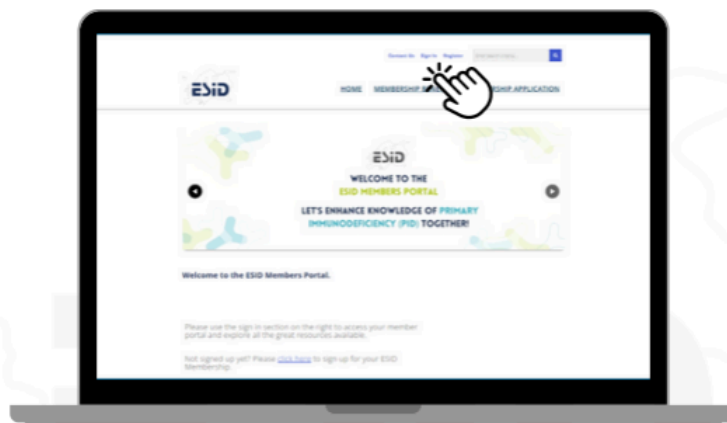 Contact Us Sign In Register
ESID
HOME MEMBERSHIP APPLICATION
ESID
WELCOME TO THE
ESID MEMBERS PORTAL
LET'S ENHANCE KNOWLEDGE OF PRIMARY
IMMUNODEFICIENCY (PID) TOGETHER!
Welcome to the ESID Members Portal.
Please use the sign in section on the right to access your member
portal and explore all the great resources available.
Not signed up yet? Please click here to sign up for your ESID
Membership.